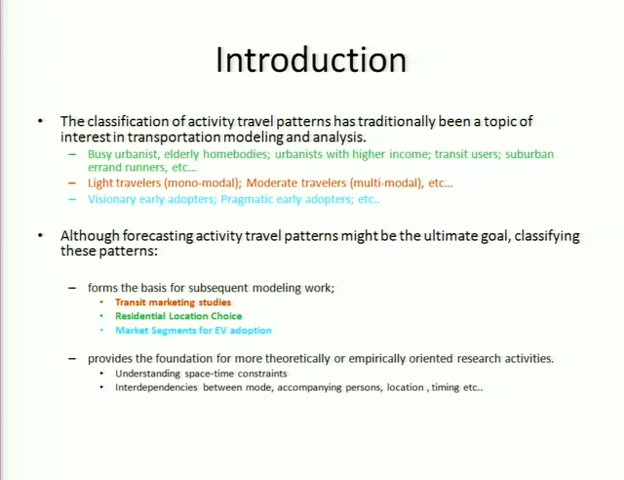 Introduction
• The classification of activity travel patterns has traditionally been a topic of
interest in transportation modeling and analysis.
– Busy urbanist, elderly homebodies; urbanists with higher income; transit users; suburban
errand runners, etc...
– Light travelers (mono-modal); Moderate travelers (multi-modal), etc...
– Visionary early adopters; Pragmatic early adopters; etc..
• Although forecasting activity travel patterns might be the ultimate goal, classifying
these patterns:
– forms the basis for subsequent modeling work;
• Transit marketing studies
• Residential Location Choice
• Market Segments for EV adoption
– provides the foundation for more theoretically or empirically oriented research activities.
• Understanding space-time constraints
• Interdependencies between mode, accompanying persons, location , timing etc..